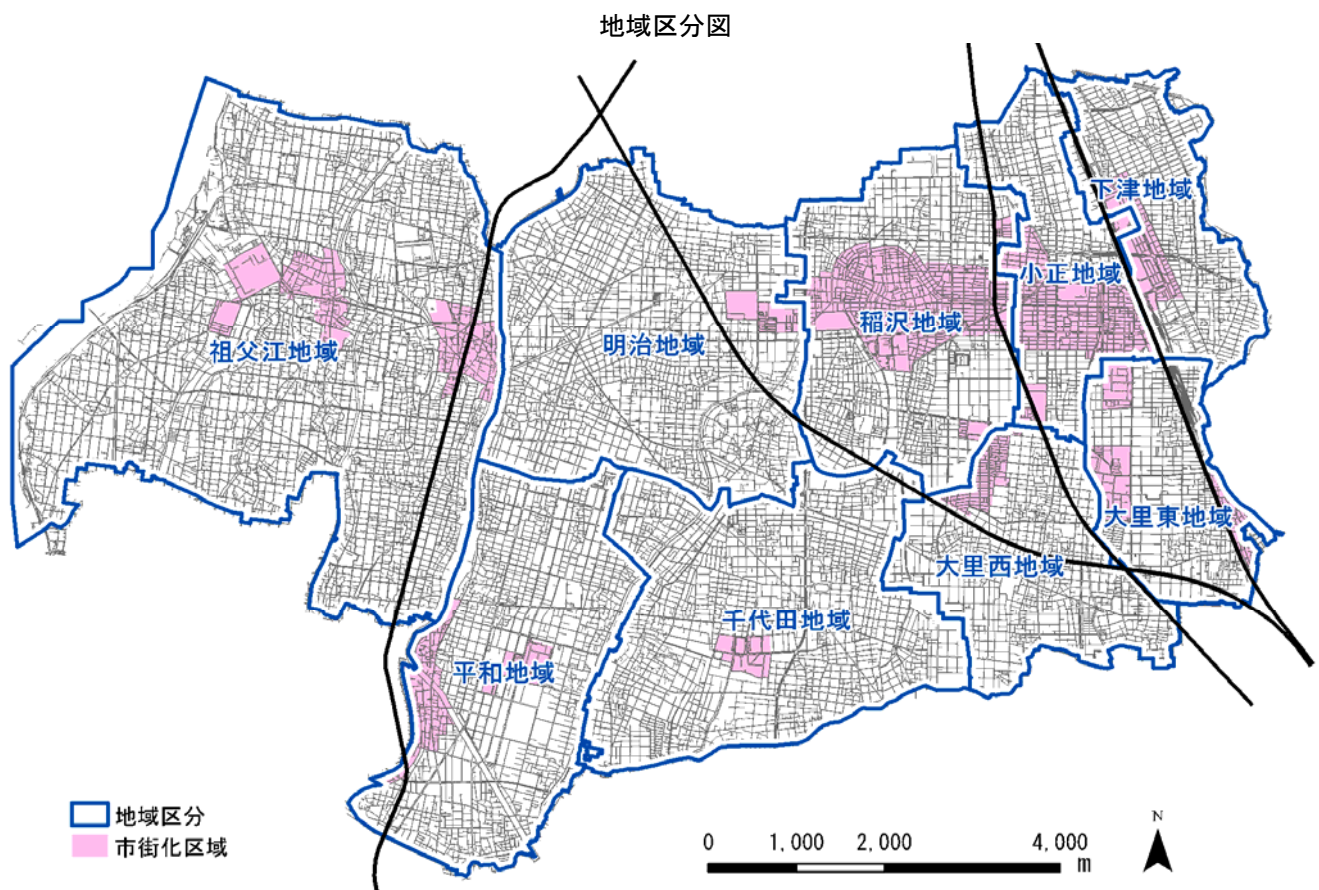 地域区分図
下津地域
小正地域
稲沢地域
明治地域
祖父江地域
大里東地域
大里西地域
千代田地域
平和地域
地域区分
市街化区域
0 1,000 2,000 4,000
m
N